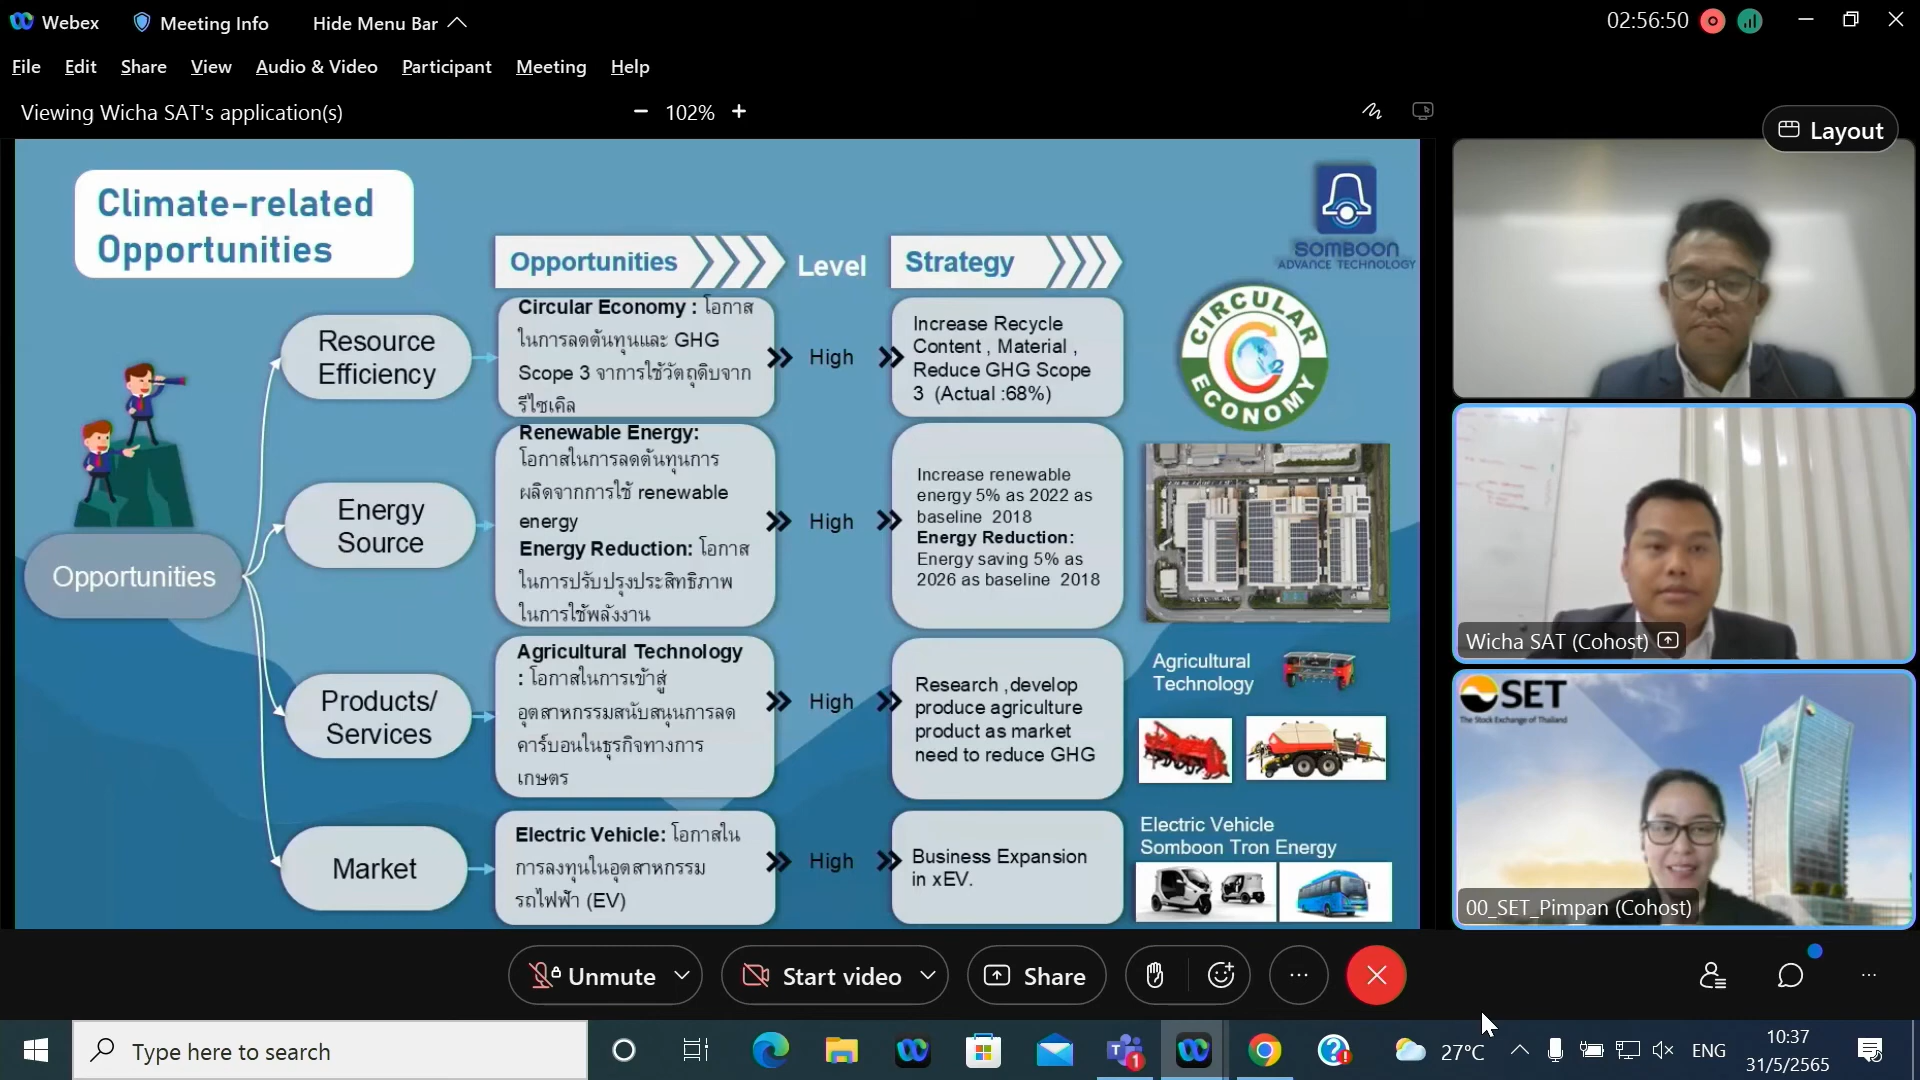 Webex
Meeting Info
Hide Menu Bar
02:56:50
File Edit Share View Audio & Video Participant Meeting Help
Viewing Wicha SAT's application(s)
102%
Layout
Climate-related
Opportunities
SOMBOON
ADVANCE TECHNOLOGY
Opportunities
Level
Strategy
Opportunities
Resource
Efficiency
Circular Economy : โอกาส
ในการลดต้นทุนและ GHG
Scope 3 จาการใช้วัตถุดิบจาก
รีไซเคิล
High
Increase Recycle
Content , Material ,
Reduce GHG Scope
3 (Actual :68%)
CIRCULAR
ECONOMY
Energy
Source
Renewable Energy:
โอกาสในการลดต้นทุนการ
ผลิตจากการใช้ renewable
energy
Energy Reduction: โอกาส
ในการปรับปรุงประสิทธิภาพ
ในการใช้พลังงาน
High
Increase renewable
energy 5% as 2022 as
baseline 2018
Energy Reduction:
Energy saving 5% as
2026 as baseline 2018
Products/
Services
Agricultural Technology
: โอกาสในการเข้าสู่
อุตสาหกรรมสนับสนุนการลด
คาร์บอนในธุรกิจทางการ
เกษตร
High
Research ,develop
produce agriculture
product as market
need to reduce GHG
Agricultural
Technology
Market
Electric Vehicle: โอกาสใน
การลงทุนในอุตสาหกรรม
รถไฟฟ้า (EV)
High
Business Expansion
in xEV.
Electric Vehicle
Somboon Tron Energy
Wicha SAT (Cohost)
SET
The Stock Exchange of Thailand
00_SET_Pimpan (Cohost)
Unmute
Start video
Share
Type here to search
1
27°C
ENG
10:37
31/5/2565